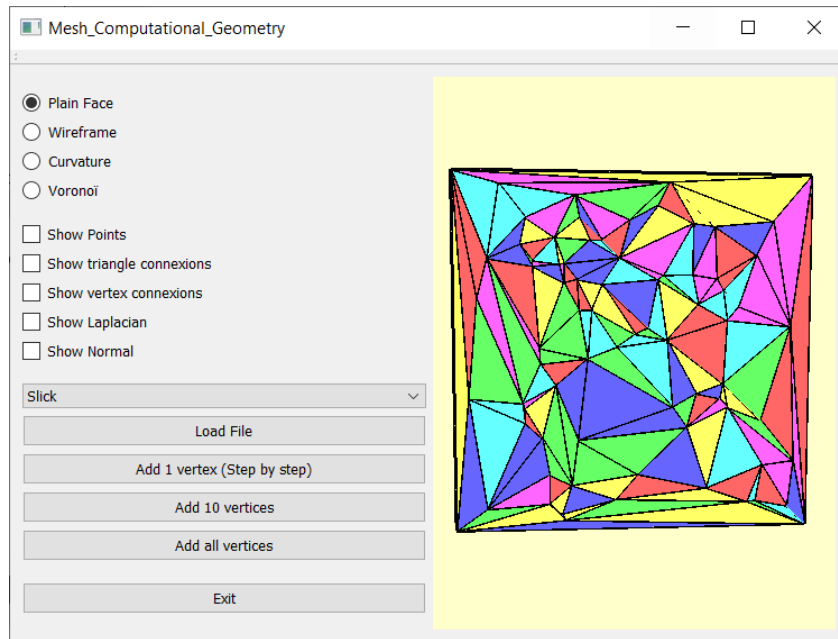 Mesh_Computational_Geometry
Plain Face
Wireframe
Curvature
Voronoï
Show Points
Show triangle connexions
Show vertex connexions
Show Laplacian
Show Normal
Slick
Load File
Add 1 vertex (Step by step)
Add 10 vertices
Add all vertices
Exit